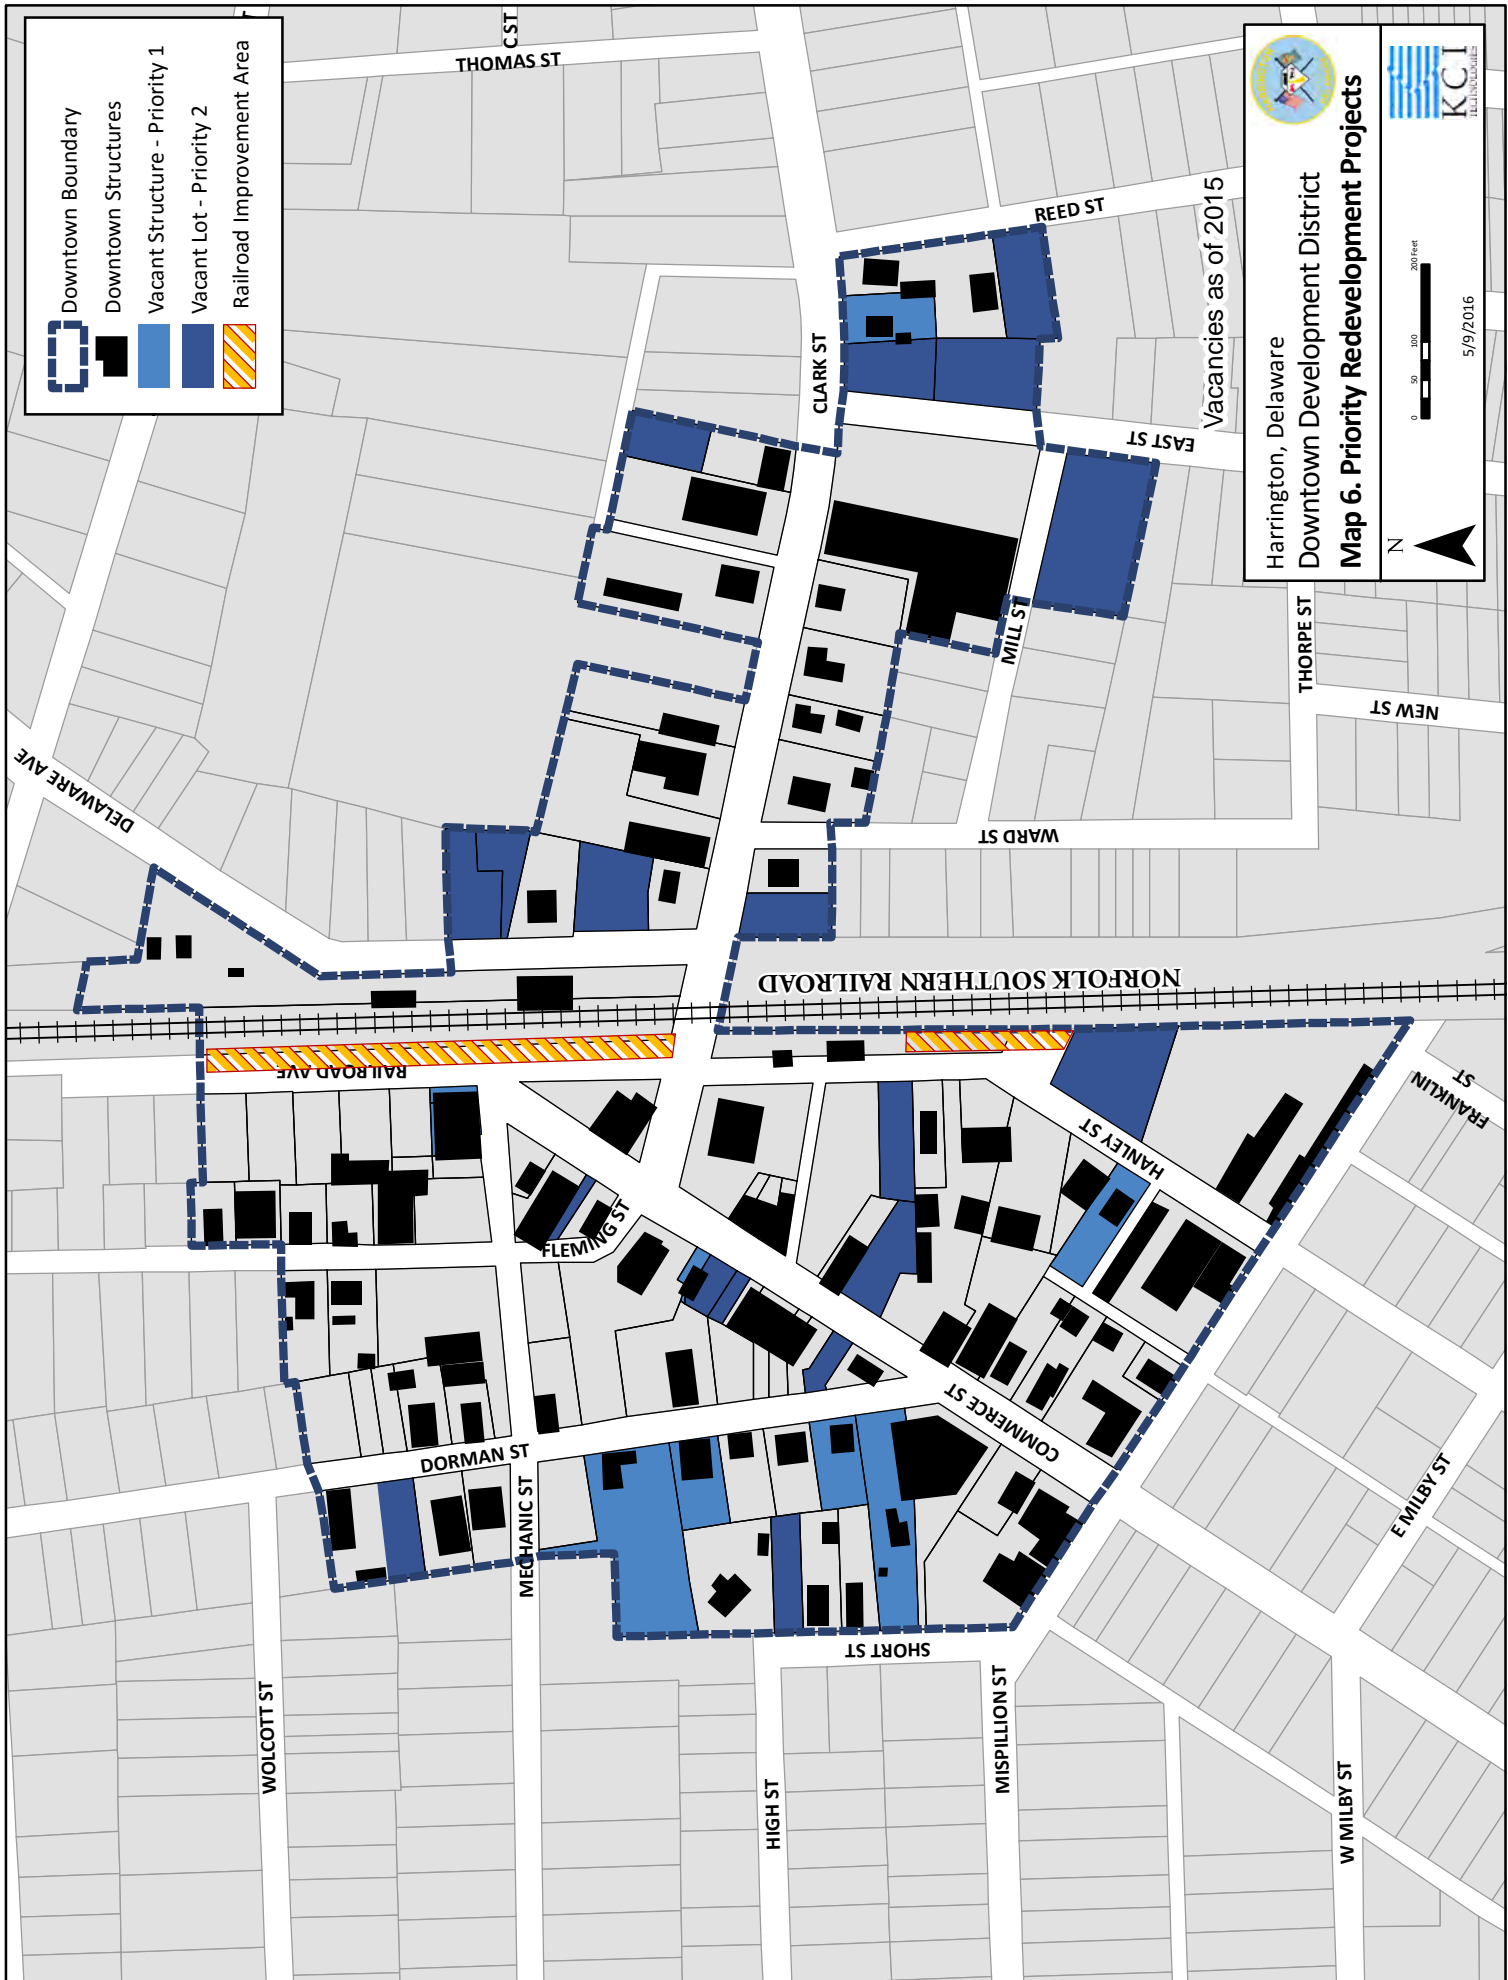 Downtown Boundary
Downtown Structures
Vacant Structure - Priority 1
Vacant Lot - Priority 2
Railroad Improvement Area
T
C ST
THOMAS ST
DELAWARE AVE
CLARK ST
REED ST
EAST ST
MILL ST
THORPE ST
NEW ST
WARD ST
NORFOLK SOUTHERN RAILROAD
RAILROAD AVE
HANLEY ST
FRANKLIN
ST
FLEMING ST
COMMERCE ST
DORMAN ST
MECHANIC ST
WOLCOTT ST
SHORT ST
HIGH ST
MISPILLION ST
E MILBY ST
W MILBY ST
Vacancies as of 2015
Harrington, Delaware
Downtown Development District
Map 6. Priority Redevelopment Projects
N
0 50 100 200 Feet
5/9/2016
KCI
TECHNOLOGIES